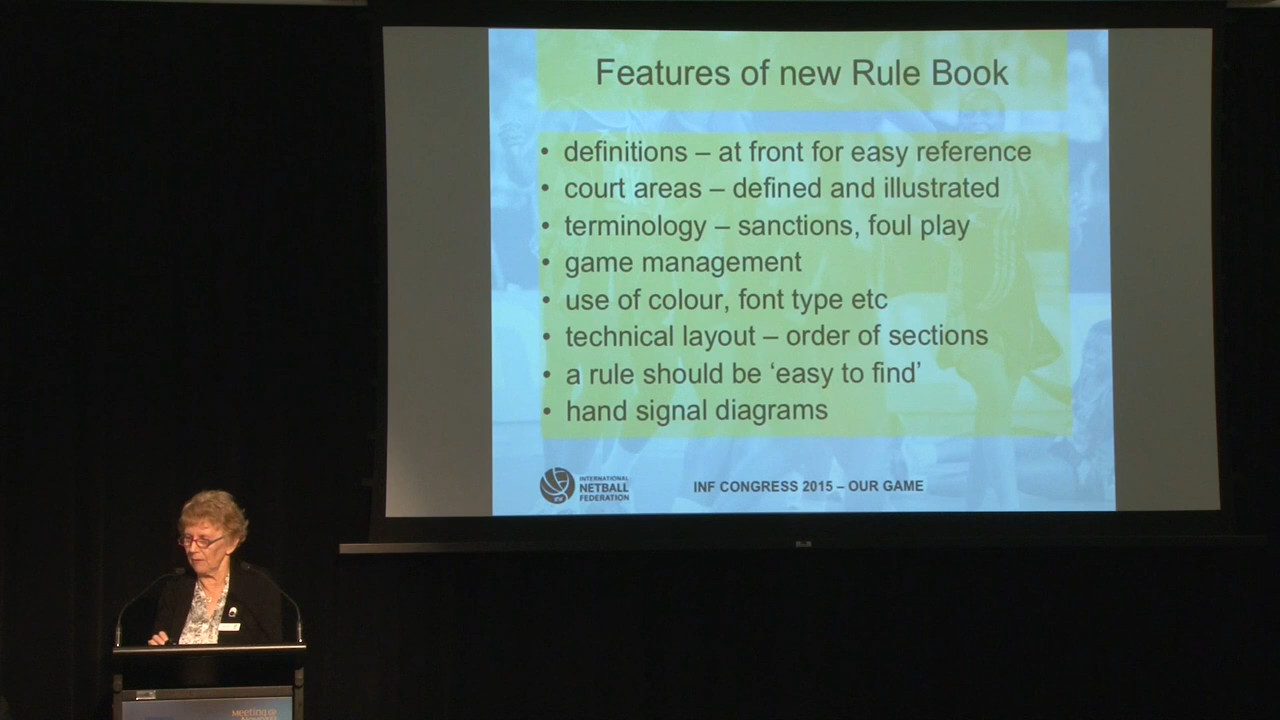 Features of new Rule Book
• definitions – at front for easy reference
• court areas – defined and illustrated
• terminology – sanctions, foul play
• game management
• use of colour, font type etc
• technical layout – order of sections
• a rule should be ‘easy to find’
• hand signal diagrams
INTERNATIONAL
NETBALL
FEDERATION
INF CONGRESS 2015 – OUR GAME
Meeting